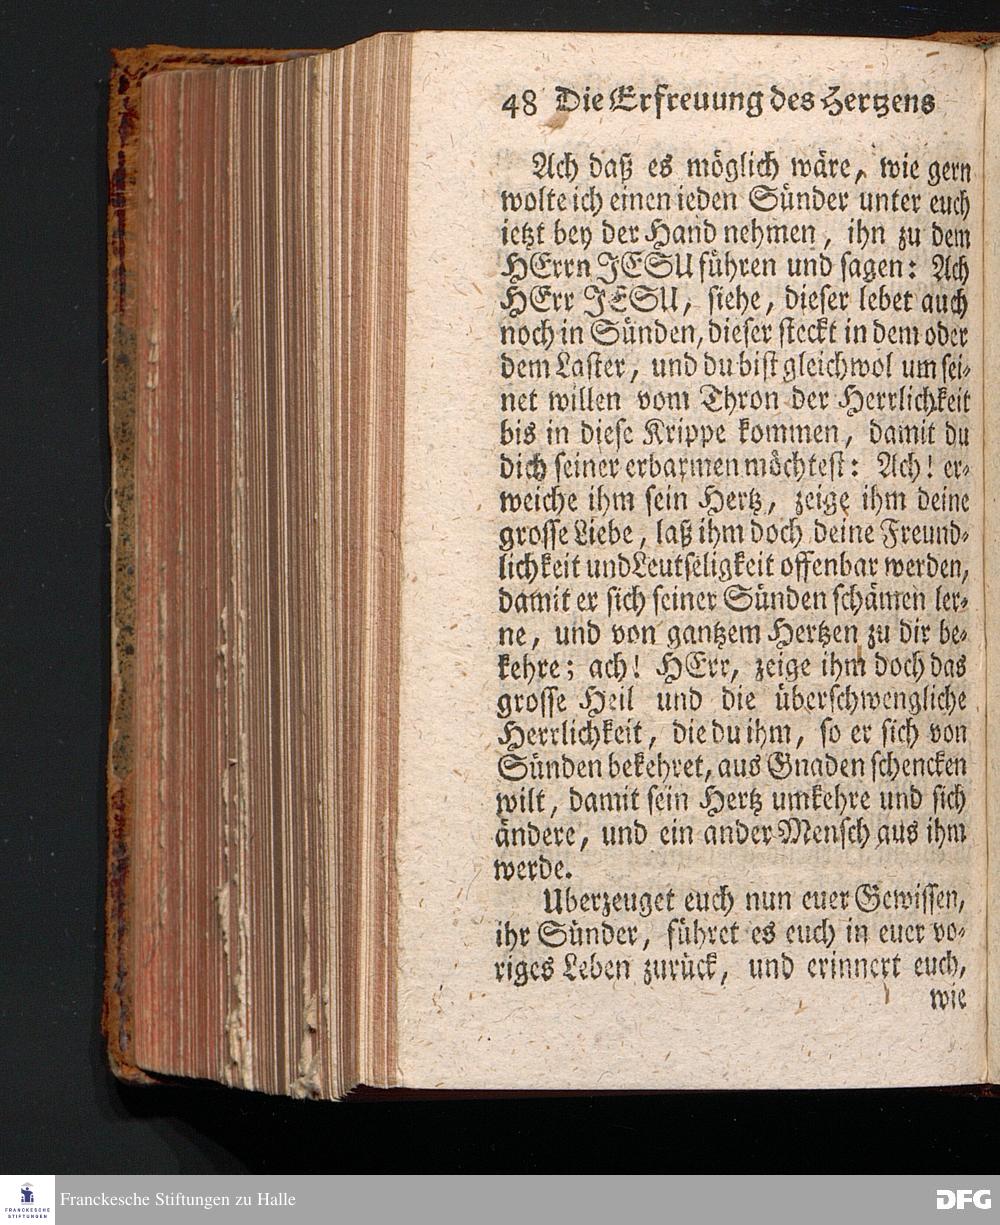 48 Die Erfreuung des Hertzens
Ach daß es möglich wäre, wie gern
wolte ich einen ieden Sünder unter euch
ietzt bey der Hand nehmen, ihn zu dem
HErrn JESU führen und sagen: Ach
HErr JESU, siehe, dieser lebet auch
noch in Sünden, dieser steckt in dem oder
dem Laster, und du bist gleichwol um sei-
net willen vom Thron der Herrlichkeit
bis in diese Krippe kommen, damit du
dich seiner erbarmen möchtest: Ach! er-
weiche ihm sein Hertz, zeige ihm deine
grosse Liebe, laß ihm doch deine Freund-
lichkeit und Leutseligkeit offenbar werden,
damit er sich seiner Sünden schämen ler-
ne, und von gantzem Hertzen zu dir be-
kehre; ach! HErr, zeige ihm doch das
grosse Heil und die überschwengliche
Herrlichkeit, die du ihm, so er sich von
Sünden bekehret, aus Gnaden schencken
wilt, damit sein Hertz umkehre und sich
ändere, und ein ander Mensch aus ihm
werde.
Uberzeuget euch nun euer Gewissen,
ihr Sünder, führet es euch in euer vo-
riges Leben zurück, und erinnert euch,
wie
FRANCKESCHE
STIFTUNGEN
Franckesche Stiftungen zu Halle
DFG